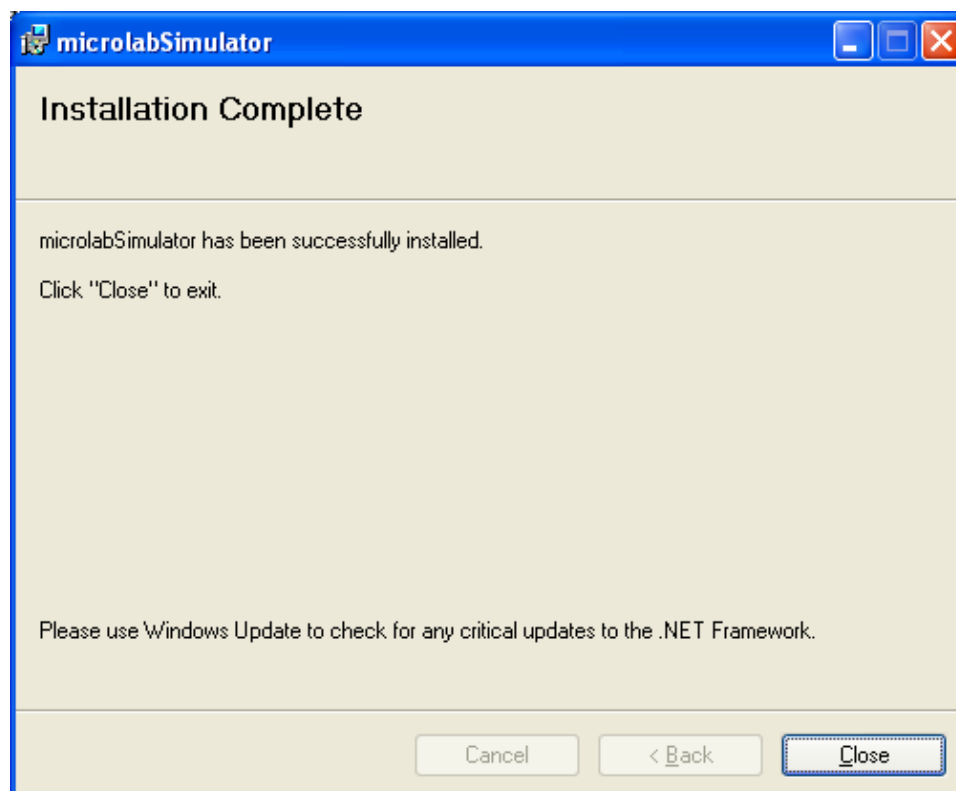 microlabSimulator
Installation Complete
microlabSimulator has been successfully installed.
Click "Close" to exit.
Please use Windows Update to check for any critical updates to the .NET Framework.
Cancel
< Back
Close